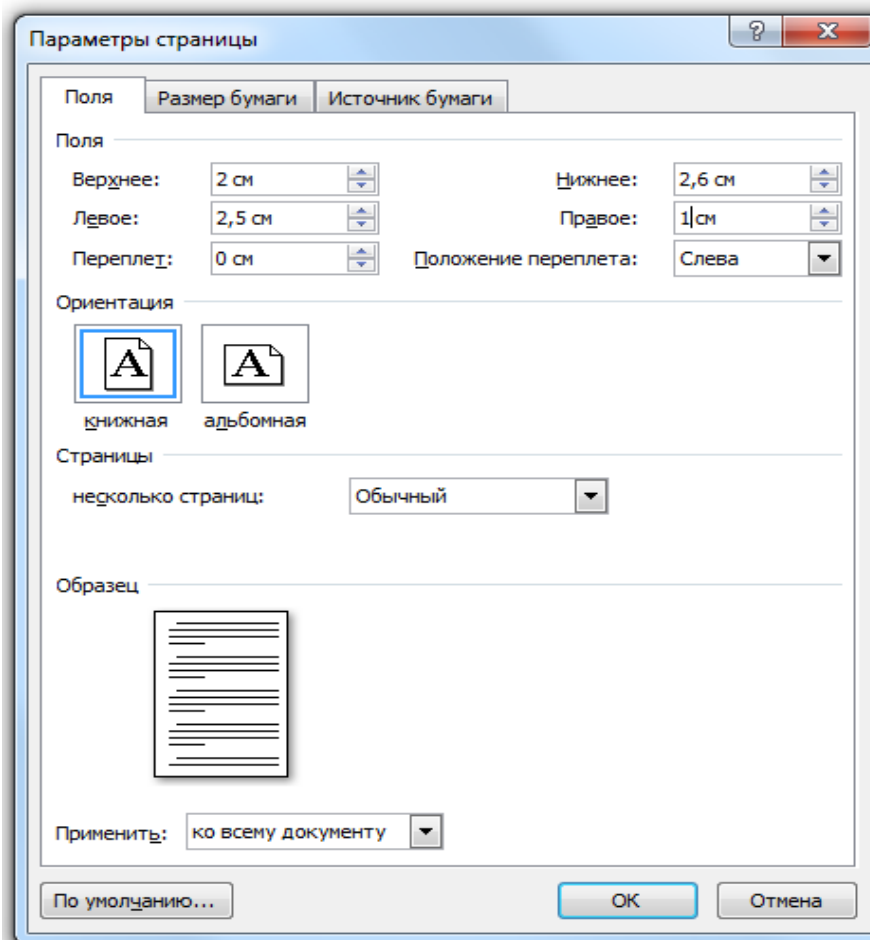 Параметры страницы
Поля Размер бумаги Источник бумаги
Поля
Верхнее: 2 см Нижнее: 2,6 см
Левое: 2,5 см Правое: 1 см
Переплет: 0 см Положение переплета: Слева
Ориентация
A A
книжная альбомная
Страницы
несколько страниц: Обычный
Образец
Применить: ко всему документу
По умолчанию... ОК Отмена